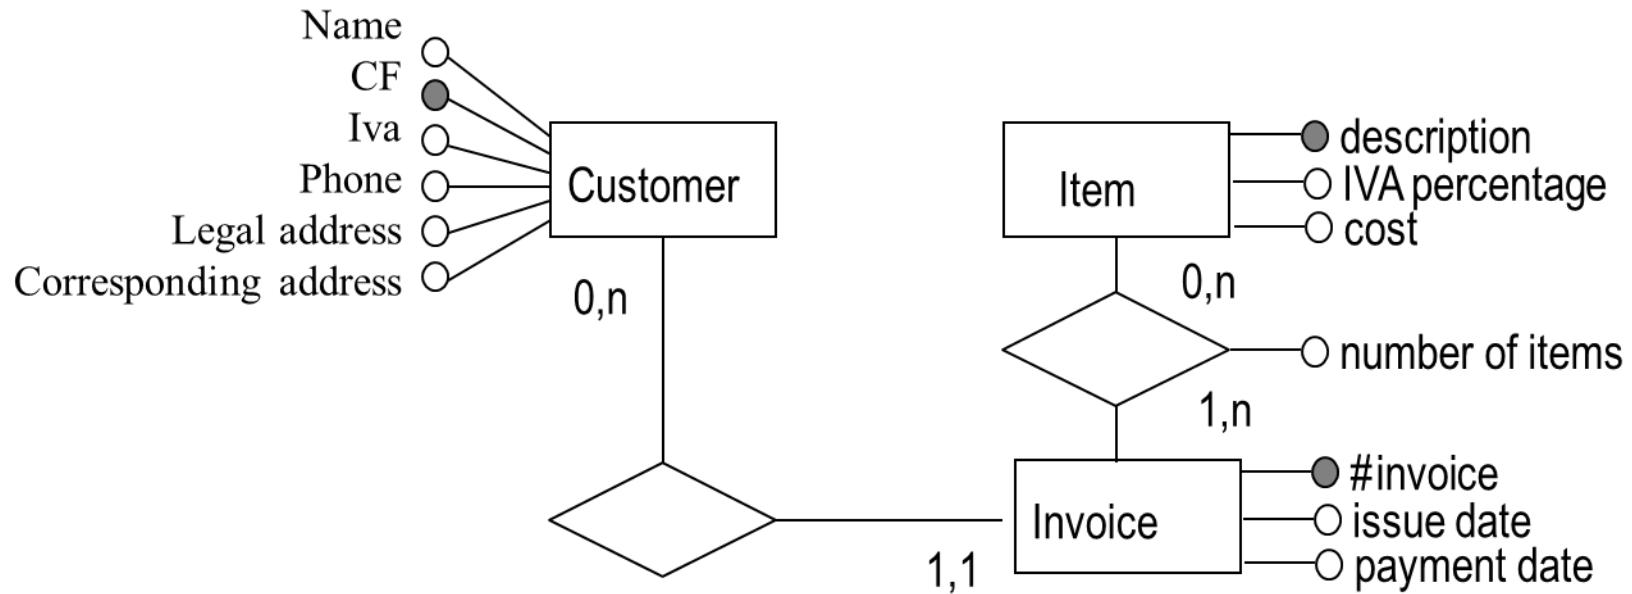 Name
CF
Iva
Phone
Legal address
Corresponding address
Customer
0,n
Item
description
IVA percentage
cost
0,n
number of items
1,n
1,1
Invoice
#invoice
issue date
payment date